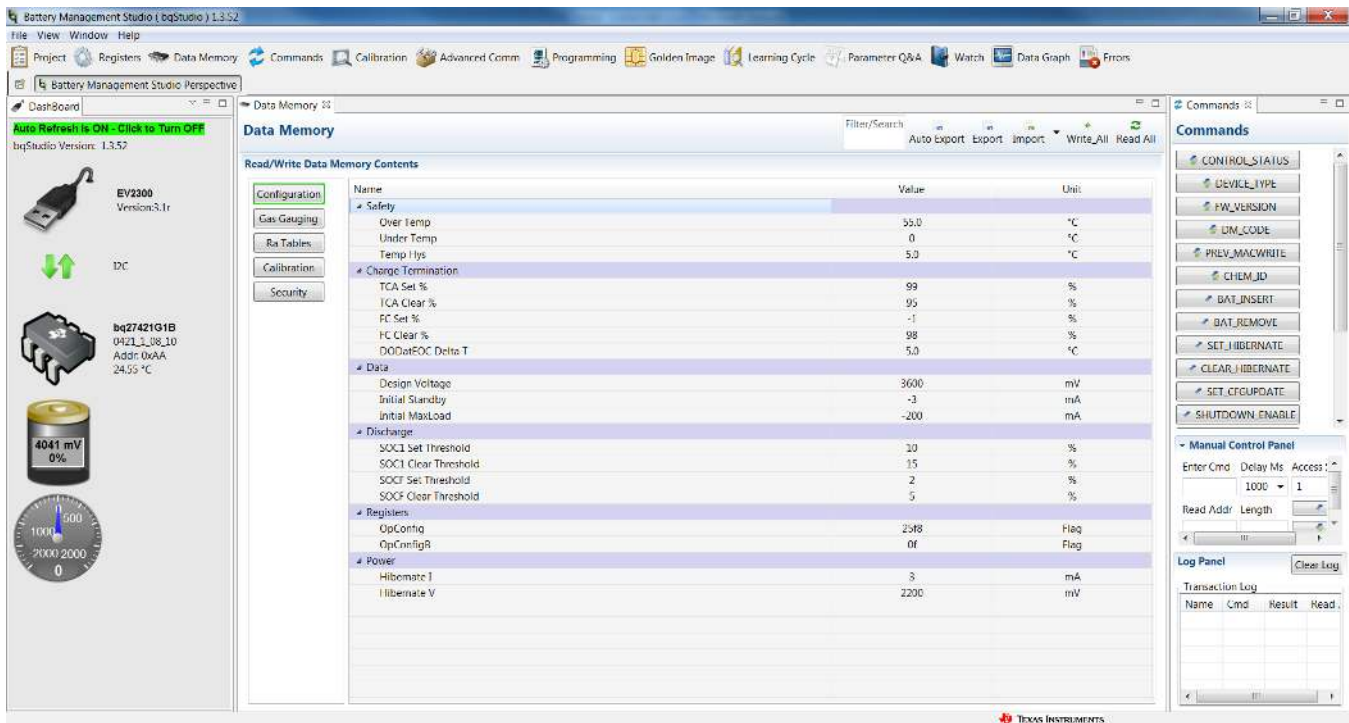 Battery Management Studio ( bqStudio ) 1.3.52
File View Window Help
Project Registers Data Memory Commands Calibration Advanced Comm Programming Golden Image Learning Cycle Parameter Q&A Watch Data Graph Errors
Battery Management Studio Perspective
DashBoard
Auto Refresh is ON - Click to Turn OFF
bqStudio Version: 1.3.52
EV2300
Version:3.1r
I2C
bq27421G1B
0421_1_08_10
Addr: 0xAA
24.55 °C
4041 mV
0%
0
500
1000
2000 2000
0
Data Memory
Data Memory
Filter/Search
Auto Export Export Import Write_All Read All
Read/Write Data Memory Contents
Configuration
Gas Gauging
Ra Tables
Calibration
Security
Name Value Unit
Safety
Over Temp 55.0 °C
Under Temp 0 °C
Temp Hys 5.0 °C
Charge Termination
TCA Set % 99 %
TCA Clear % 95 %
FC Set % -1 %
FC Clear % 98 %
DODatEOC Delta T 5.0 °C
Data
Design Voltage 3600 mV
Initial Standby -3 mA
Initial MaxLoad -200 mA
Discharge
SOC1 Set Threshold 10 %
SOC1 Clear Threshold 15 %
SOCF Set Threshold 2 %
SOCF Clear Threshold 5 %
Registers
OpConfig 25f8 Flag
OpConfigB 0f Flag
Power
Hibernate I 3 mA
Hibernate V 2200 mV
Commands
Commands
CONTROL_STATUS
DEVICE_TYPE
FW_VERSION
DM_CODE
PREV_MACWRITE
CHEM_ID
BAT_INSERT
BAT_REMOVE
SET_HIBERNATE
CLEAR_HIBERNATE
SET_CFGUPDATE
SHUTDOWN_ENABLE
Manual Control Panel
Enter Cmd Delay Ms Access
1000 1
Read Addr Length
Log Panel
Clear Log
Transaction Log
Name Cmd Result Read
TEXAS INSTRUMENTS